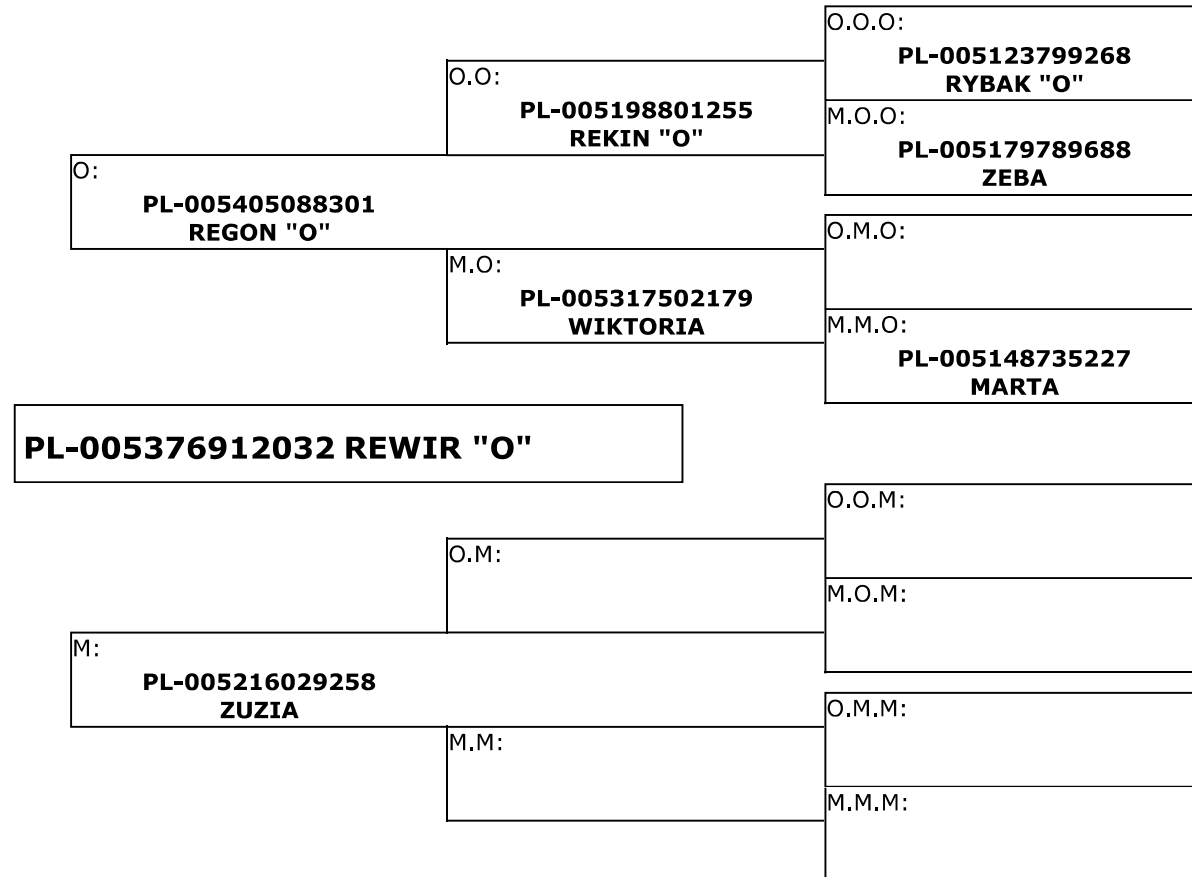 O.O.O:
PL-005123799268
RYBAK "O"
O.O:
PL-005198801255
REKIN "O"
M.O.O:
PL-005179789688
ZEBA
O:
PL-005405088301
REGON "O"
O.M.O:
M.O:
PL-005317502179
WIKTORIA
M.M.O:
PL-005148735227
MARTA
PL-005376912032 REWIR "O"
O.O.M:
O.M:
M.O.M:
M:
PL-005216029258
ZUZIA
O.M.M:
M.M:
M.M.M: